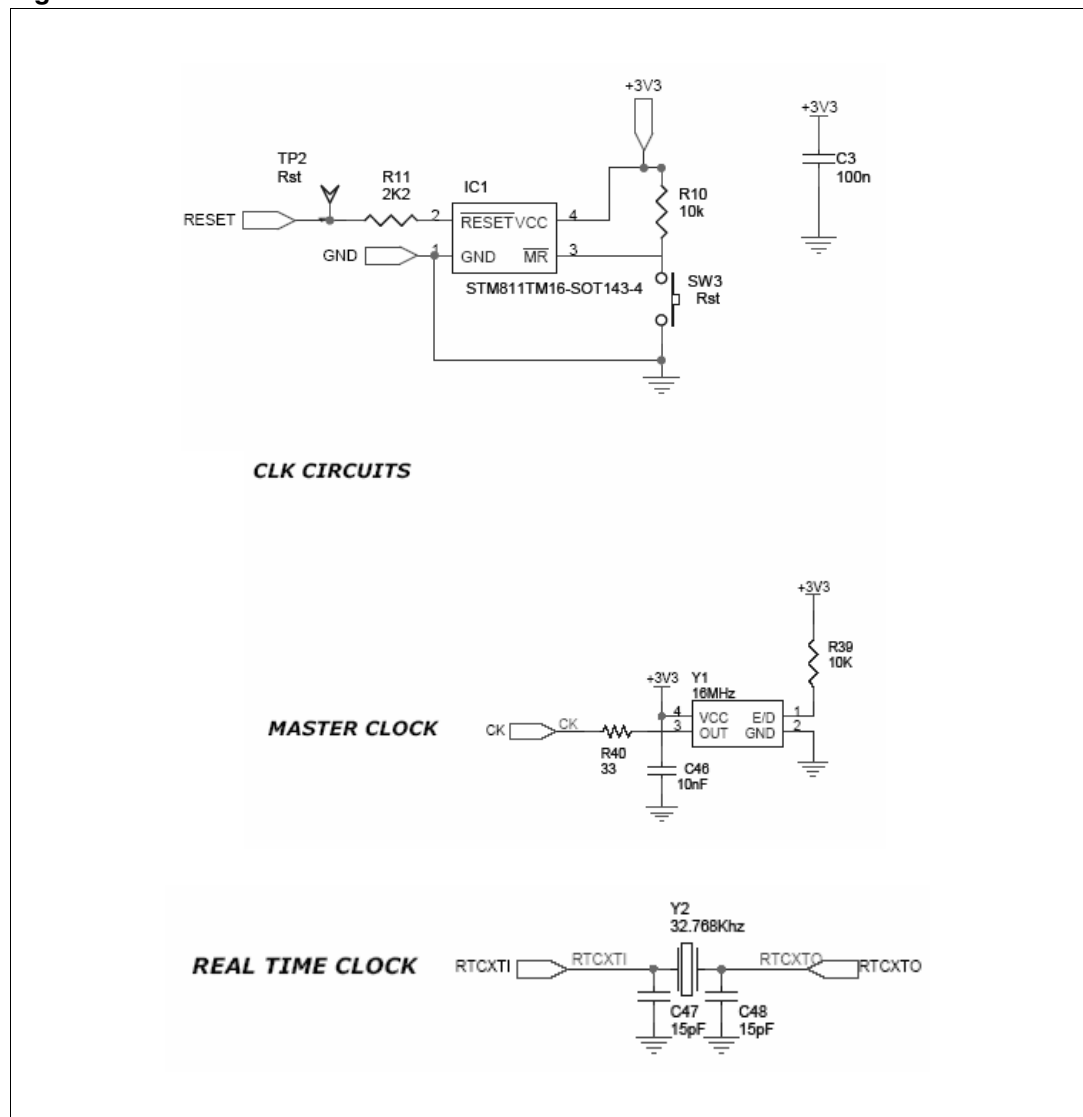 +3V3
+3V3
TP2
Rst
R11
2K2
IC1
R10
10k
C3
100n
RESET
2
RESET VCC
4
GND
1
GND MR
3
STM811TM16-SOT143-4
SW3
Rst
CLK CIRCUITS
+3V3
R39
10K
+3V3
Y1
16MHz
MASTER CLOCK
CK
CK
4
VCC E/D
1
3
OUT GND
2
R40
33
C46
10nF
Y2
32.768Khz
REAL TIME CLOCK
RTCXTI
RTCXTI
RTCXTO
RTCXTO
C47
15pF
C48
15pF